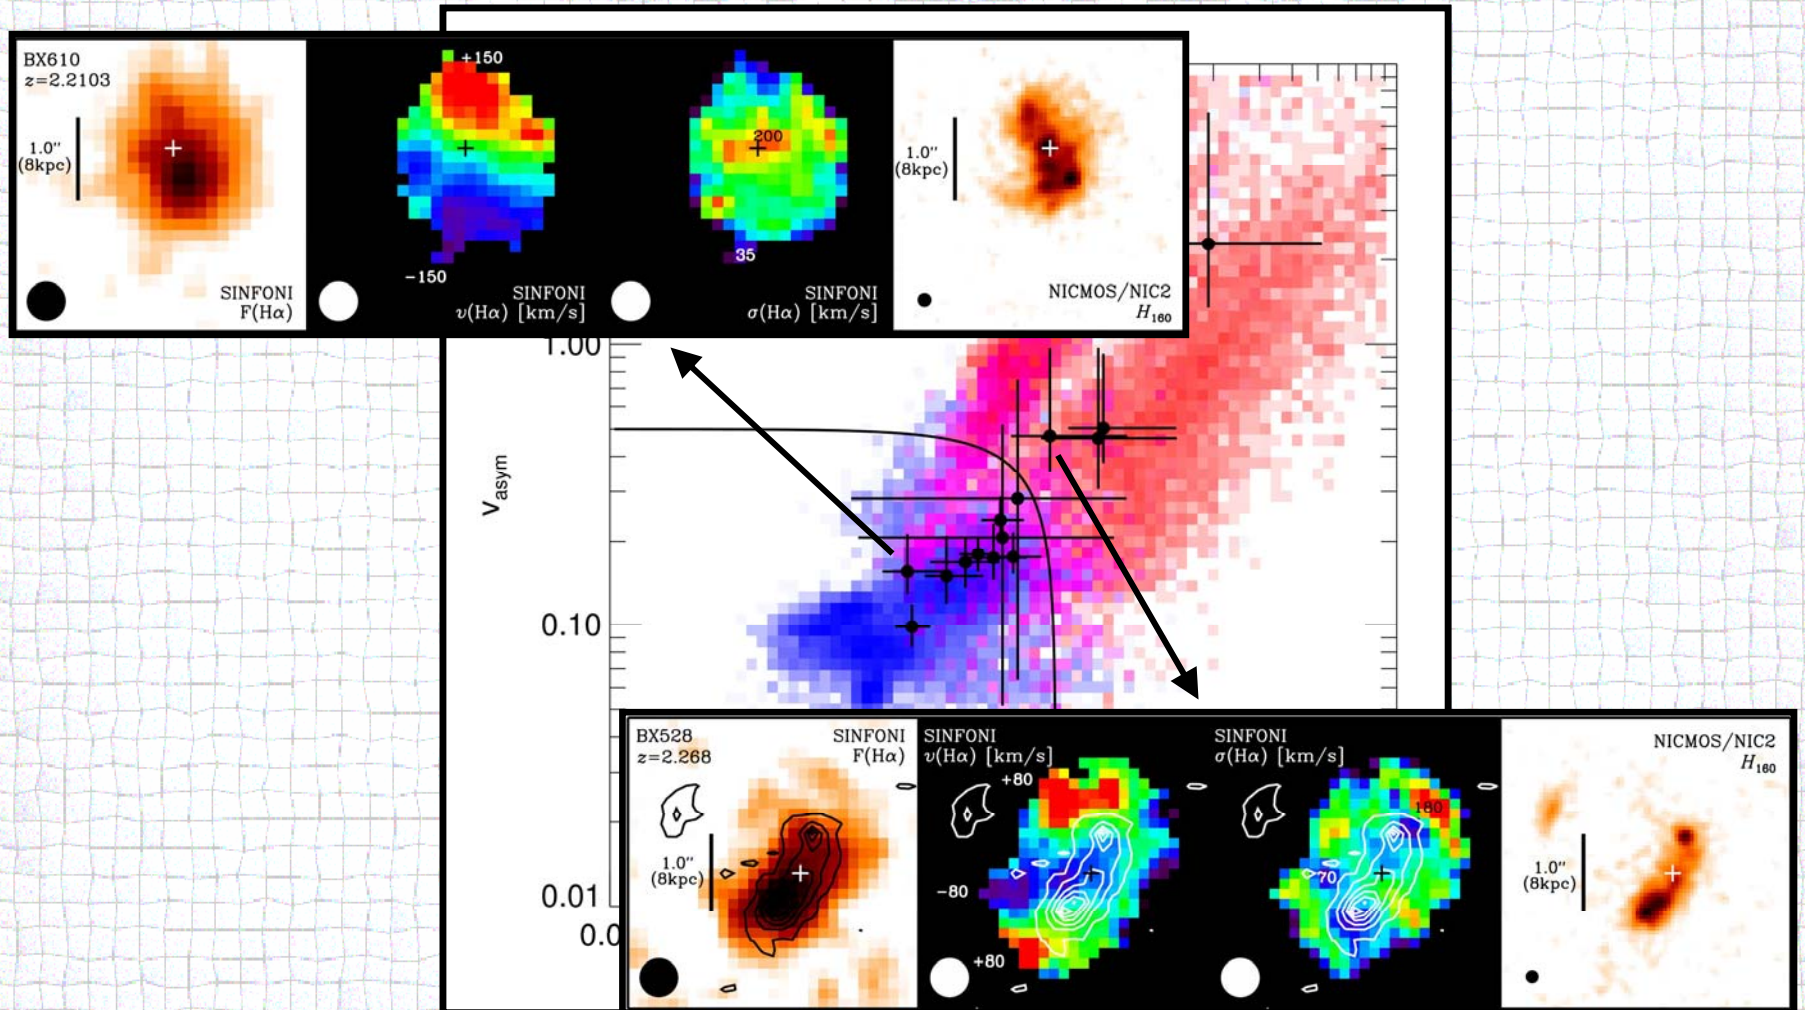 BX610
z=2.2103
1.0"
(8kpc)
SINFONI
F(Hα)
+150
-150
SINFONI
v(Hα) [km/s]
200
35
SINFONI
σ(Hα) [km/s]
1.0"
(8kpc)
NICMOS/NIC2
H160
1.00
vasym
0.10
0.01
0.0
BX528
z=2.268
SINFONI
F(Hα)
1.0"
(8kpc)
SINFONI
v(Hα) [km/s]
+80
-80
+80
SINFONI
σ(Hα) [km/s]
180
70
NICMOS/NIC2
H160
1.0"
(8kpc)